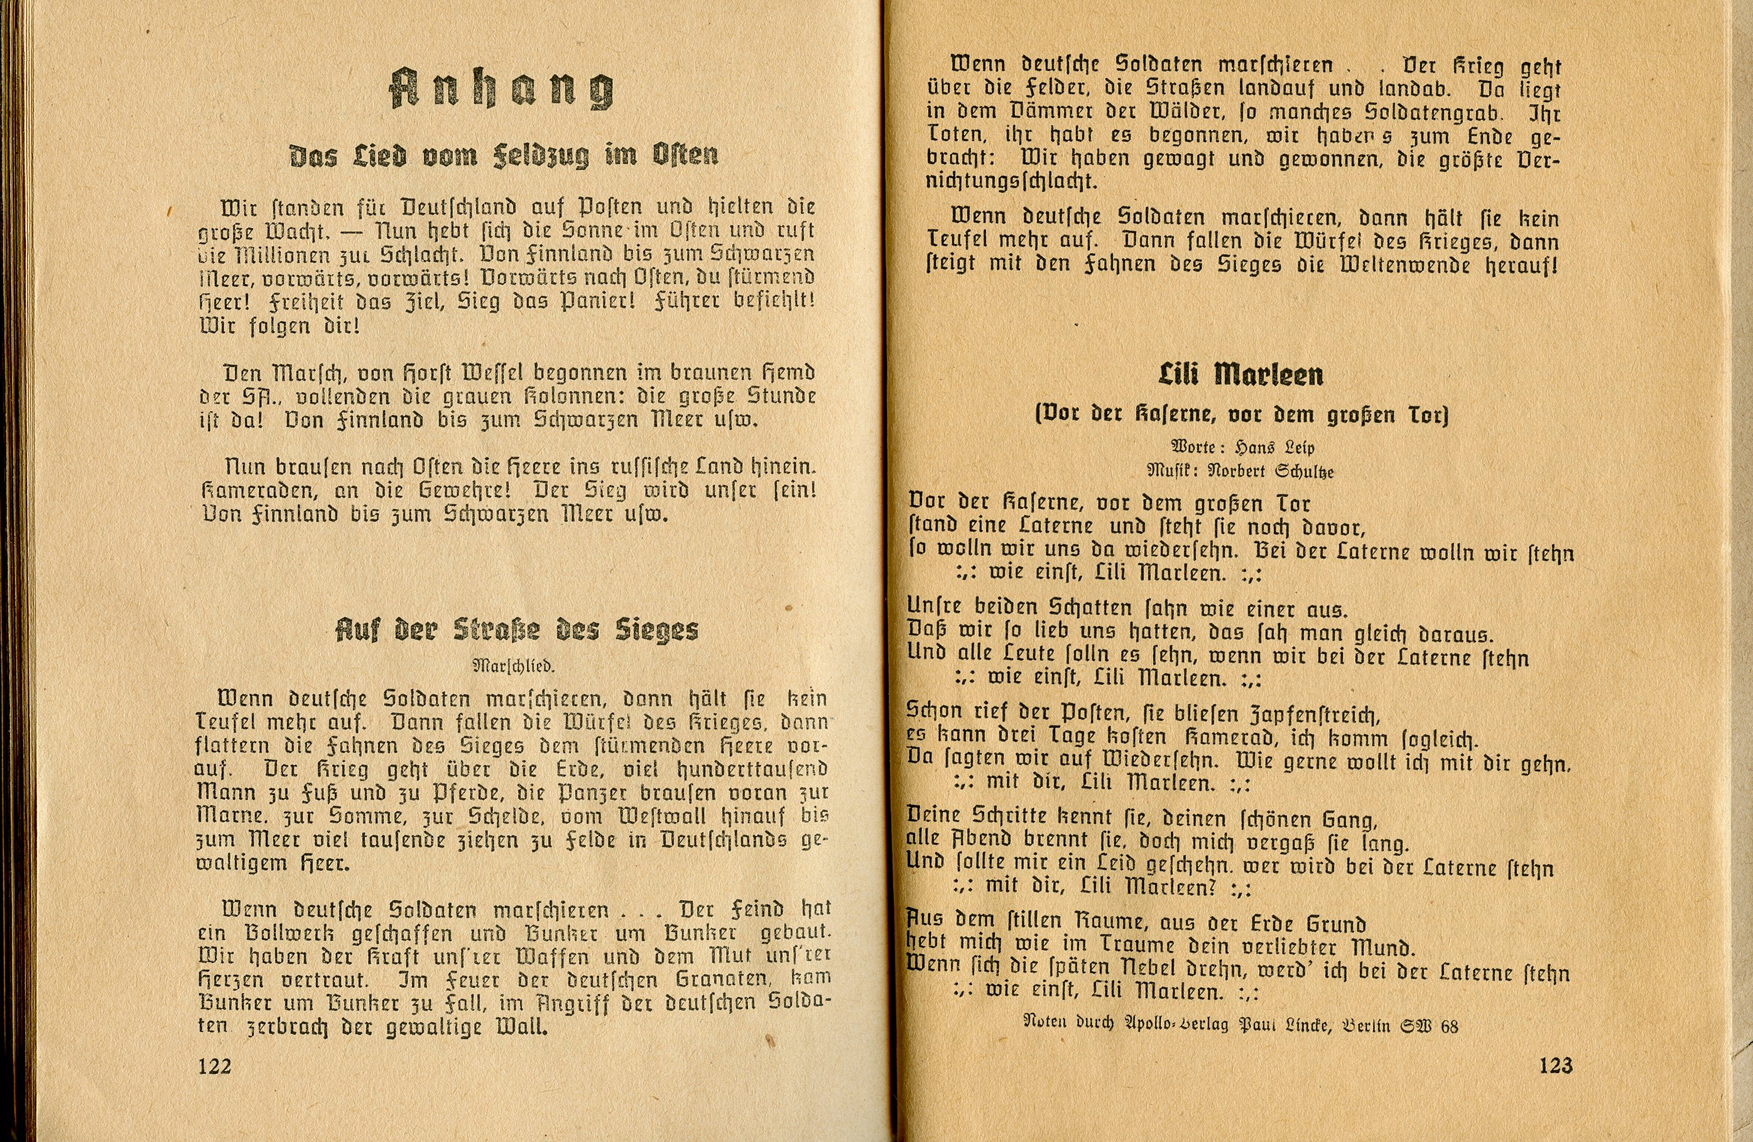 Anhang
Das Lied vom Feldzug im Osten
Wir standen für Deutschland auf Posten und hielten die
große Wacht. — Nun hebt sich die Sonne im Osten und ruft
die Millionen zur Schlacht. Von Finnland bis zum Schwarzen
Meer, vorwärts, vorwärts! Vorwärts nach Osten, du stürmend
Heer! Freiheit das Ziel, Sieg das Panier! Führer befiehlt!
Wir folgen dir!
Den Marsch, von Horst Wessel begonnen im braunen Hemd
der SA., vollenden die grauen Kolonnen: die große Stunde
ist da! Von Finnland bis zum Schwarzen Meer usw.
Nun brausen nach Osten die Heere ins russische Land hinein.
Kameraden, an die Gewehre! Der Sieg wird unser sein!
Von Finnland bis zum Schwarzen Meer usw.
Auf der Straße des Sieges
Marschlied.
Wenn deutsche Soldaten marschieren, dann hält sie kein
Teufel mehr auf. Dann fallen die Würfel des Krieges, dann
flattern die Fahnen des Sieges dem stürmenden Heere vor-
auf. Der Krieg geht über die Erde, viel hunderttausend
Mann zu Fuß und zu Pferde, die Panzer brausen voran zur
Marne, zur Somme, zur Schelde, vom Westwall hinauf bis
zum Meer viel tausende ziehen zu Felde in Deutschlands ge-
waltigem Heer.
Wenn deutsche Soldaten marschieren . . . Der Feind hat
ein Bollwerk geschaffen und Bunker um Bunker gebaut.
Wir haben der Kraft uns'rer Waffen und dem Mut uns'rer
Herzen vertraut. Im Feuer der deutschen Granaten, kam
Bunker um Bunker zu Fall, im Angriff der deutschen Solda-
ten zerbrach der gewaltige Wall.
122
Wenn deutsche Soldaten marschieren . . Der Krieg geht
über die Felder, die Straßen landauf und landab. Da liegt
in dem Dämmer der Wälder, so manches Soldatengrab. Ihr
Toten, ihr habt es begonnen, wir haben s zum Ende ge-
bracht: Wir haben gewagt und gewonnen, die größte Ver-
nichtungsschlacht.
Wenn deutsche Soldaten marschieren, dann hält sie kein
Teufel mehr auf. Dann fallen die Würfel des Krieges, dann
steigt mit den Fahnen des Sieges die Weltenwende herauf!
Lili Marleen
(Vor der Kaserne, vor dem großen Tor)
Worte: Hans Leip
Musik: Norbert Schultze
Vor der Kaserne, vor dem großen Tor
stand eine Laterne und steht sie noch davor,
so wolln wir uns da wiedersehn. Bei der Laterne wolln wir stehn
:,: wie einst, Lili Marleen. :,:
Unsre beiden Schatten sahn wie einer aus.
Daß wir so lieb uns hatten, das sah man gleich daraus.
Und alle Leute solln es sehn, wenn wir bei der Laterne stehn
:,: wie einst, Lili Marleen. :,:
Schon rief der Posten, sie bliesen Zapfenstreich,
es kann drei Tage kosten Kamerad, ich komm sogleich.
Da sagten wir auf Wiedersehn. Wie gerne wollt ich mit dir gehn,
:,: mit dir, Lili Marleen. :,:
Deine Schritte kennt sie, deinen schönen Gang,
alle Abend brennt sie, doch mich vergaß sie lang.
Und sollte mir ein Leid geschehn. wer wird bei der Laterne stehn
:,: mit dir, Lili Marleen? :,:
Aus dem stillen Raume, aus der Erde Grund
hebt mich wie im Traume dein verliebter Mund.
Wenn sich die späten Nebel drehn, werd' ich bei der Laterne stehn
:,: wie einst, Lili Marleen. :,:
Noten durch Apollo-Verlag Paul Lincke, Berlin SW 68
123